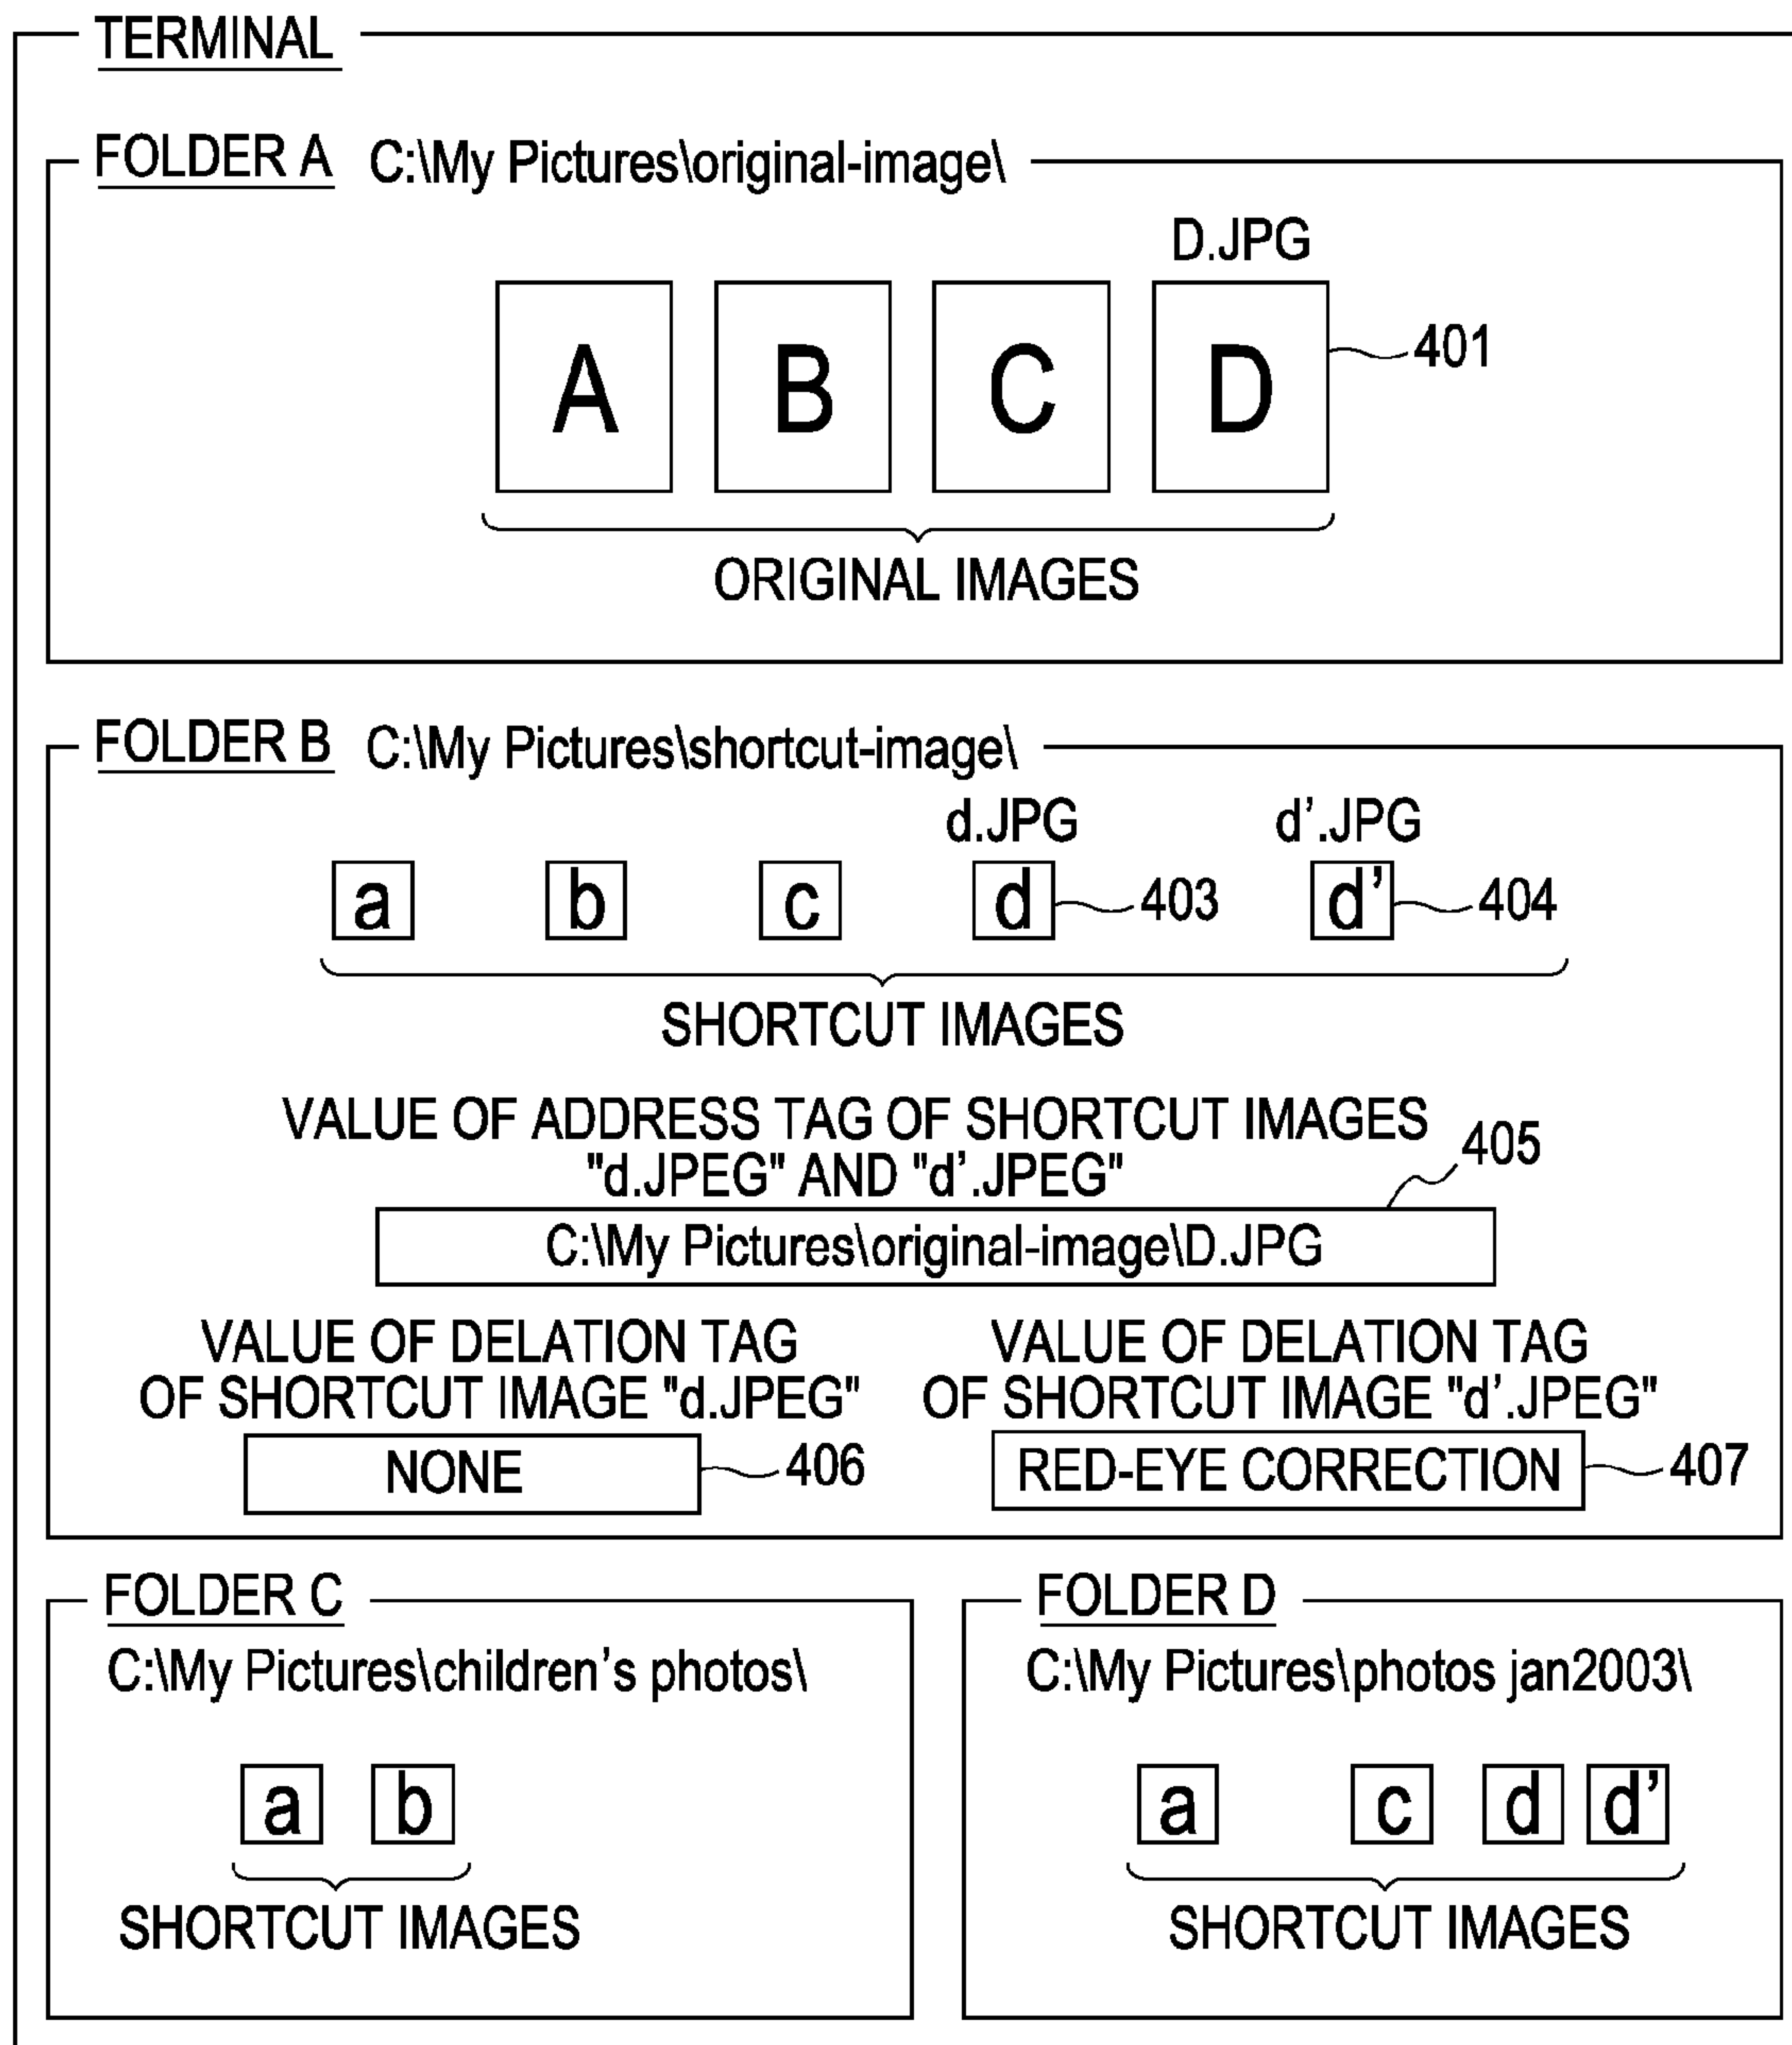 TERMINAL
FOLDER A C:\My Pictures\original-image\
D.JPG
A B C D 401
ORIGINAL IMAGES
FOLDER B C:\My Pictures\shortcut-image\
d.JPG d’.JPG
a b c d 403 d’ 404
SHORTCUT IMAGES
VALUE OF ADDRESS TAG OF SHORTCUT IMAGES
"d.JPEG" AND "d’.JPEG"
405
C:\My Pictures\original-image\D.JPG
VALUE OF DELATION TAG
OF SHORTCUT IMAGE "d.JPEG"
NONE 406
VALUE OF DELATION TAG
OF SHORTCUT IMAGE "d’.JPEG"
RED-EYE CORRECTION 407
FOLDER C
C:\My Pictures\children’s photos\
a b
SHORTCUT IMAGES
FOLDER D
C:\My Pictures\photos jan2003\
a c d d’
SHORTCUT IMAGES